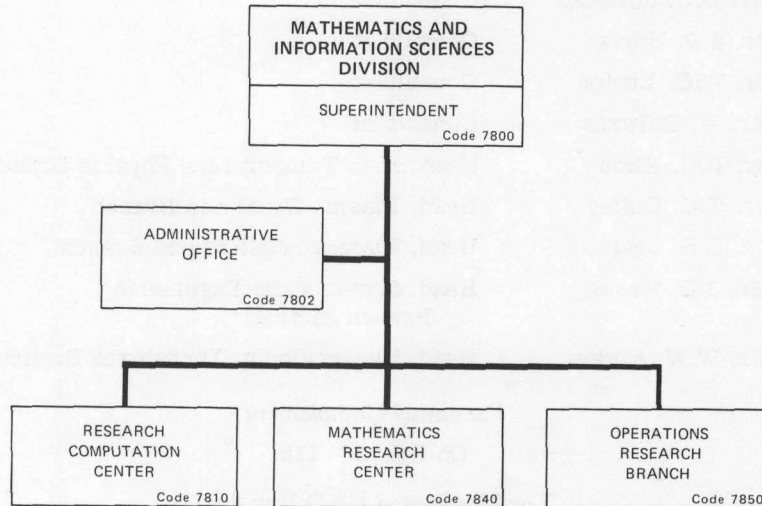 MATHEMATICS AND
INFORMATION SCIENCES
DIVISION
SUPERINTENDENT
Code 7800
ADMINISTRATIVE
OFFICE
Code 7802
RESEARCH
COMPUTATION
CENTER
Code 7810
MATHEMATICS
RESEARCH
CENTER
Code 7840
OPERATIONS
RESEARCH
BRANCH
Code 7850